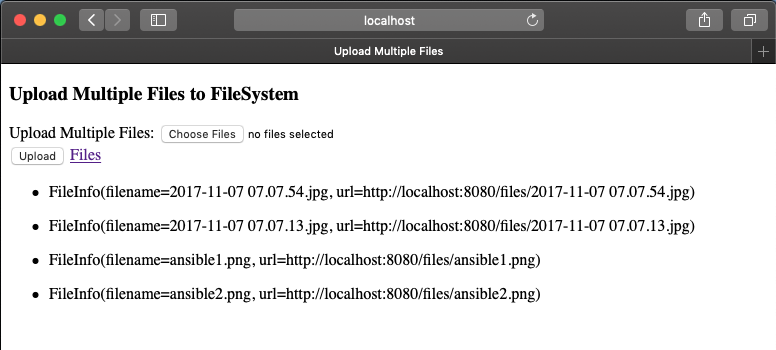 localhost
Upload Multiple Files
Upload Multiple Files to FileSystem
Upload Multiple Files: Choose Files no files selected
Upload Files
FileInfo(filename=2017-11-07 07.07.54.jpg, url=http://localhost:8080/files/2017-11-07 07.07.54.jpg)
FileInfo(filename=2017-11-07 07.07.13.jpg, url=http://localhost:8080/files/2017-11-07 07.07.13.jpg)
FileInfo(filename=ansible1.png, url=http://localhost:8080/files/ansible1.png)
FileInfo(filename=ansible2.png, url=http://localhost:8080/files/ansible2.png)